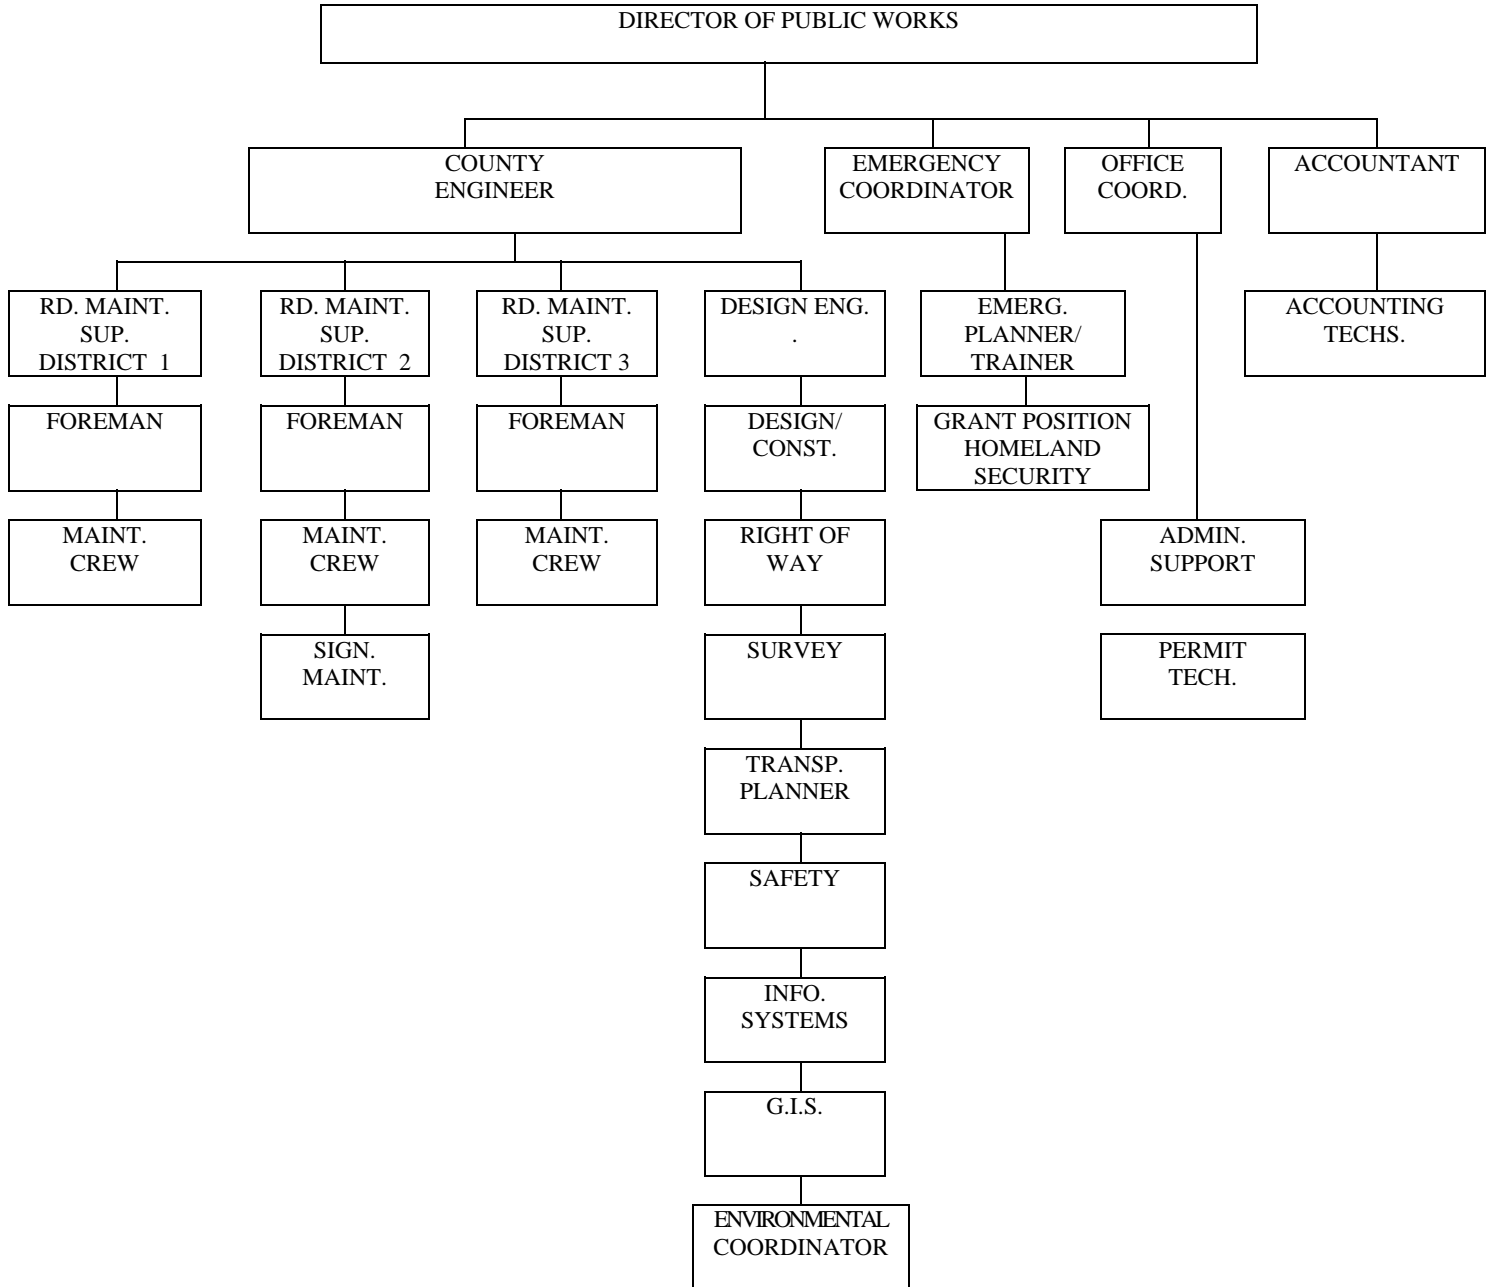 DIRECTOR OF PUBLIC WORKS
COUNTY
ENGINEER
EMERGENCY
COORDINATOR
OFFICE
COORD.
ACCOUNTANT
RD. MAINT.
SUP.
DISTRICT 1
RD. MAINT.
SUP.
DISTRICT 2
RD. MAINT.
SUP.
DISTRICT 3
DESIGN ENG.
.
EMERG.
PLANNER/
TRAINER
ACCOUNTING
TECHS.
FOREMAN
FOREMAN
FOREMAN
DESIGN/
CONST.
GRANT POSITION
HOMELAND
SECURITY
MAINT.
CREW
MAINT.
CREW
MAINT.
CREW
RIGHT OF
WAY
ADMIN.
SUPPORT
SIGN.
MAINT.
SURVEY
PERMIT
TECH.
TRANSP.
PLANNER
SAFETY
INFO.
SYSTEMS
G.I.S.
ENVIRONMENTAL
COORDINATOR